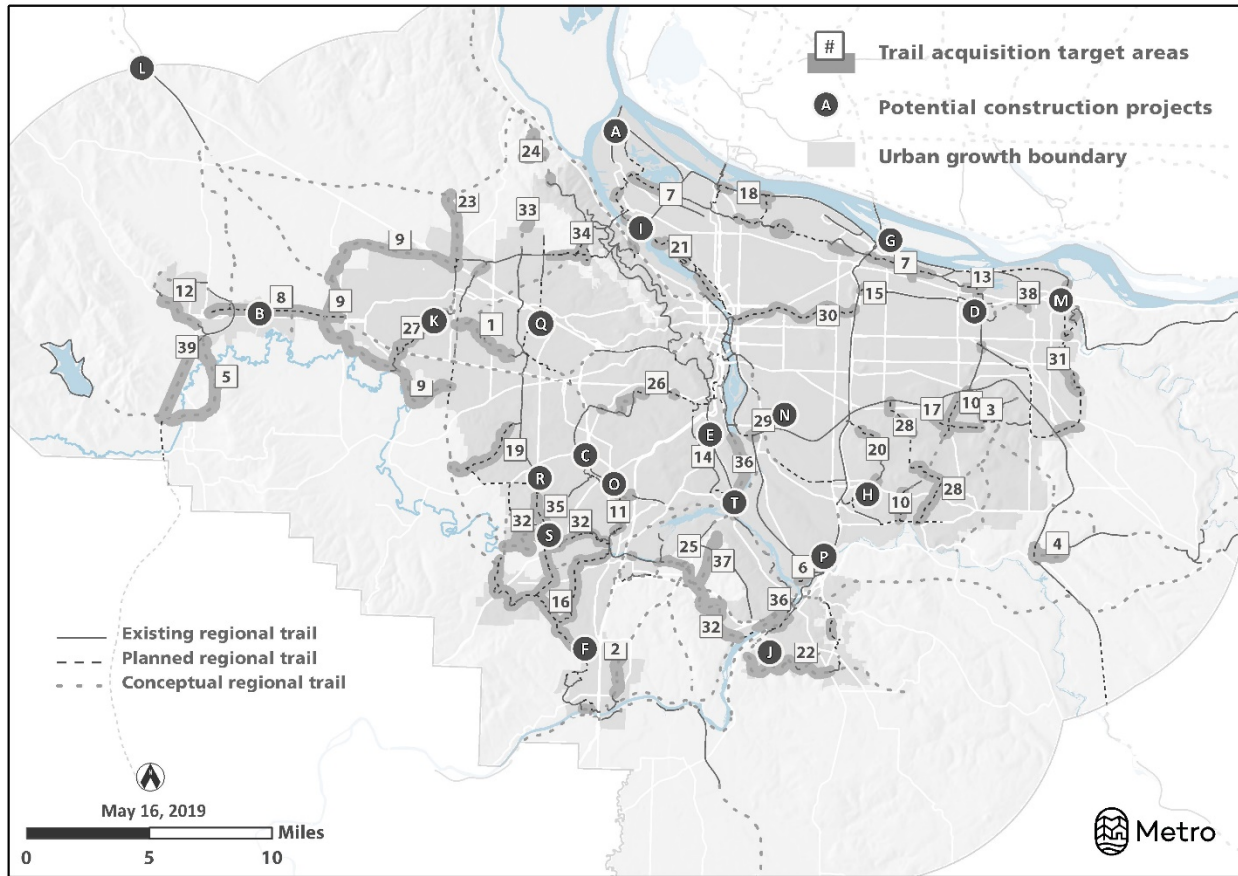 # Trail acquisition target areas
A Potential construction projects
Urban growth boundary
L
A
24
23
33
7
18
9
34
I
21
G
7
13
12
8
9
B
27
K
1
Q
15
30
D
38
M
39
5
9
26
31
10
17
3
28
29
N
E
14
36
20
19
C
R
O
H
10
28
T
35
32
32
11
S
25
37
4
6
P
16
36
32
F
2
J
22
Existing regional trail
Planned regional trail
Conceptual regional trail
May 16, 2019
Miles
0 5 10
Metro